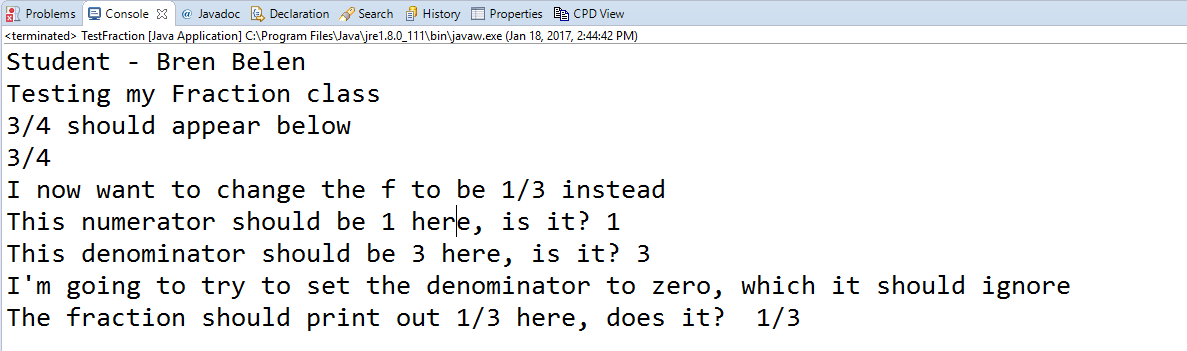 Problems Console Javadoc Declaration Search History Properties CPD View
<terminated> TestFraction [Java Application] C:\Program Files\Java\jre1.8.0_111\bin\javaw.exe (Jan 18, 2017, 2:44:42 PM)
Student - Bren Belen
Testing my Fraction class
3/4 should appear below
3/4
I now want to change the f to be 1/3 instead
This numerator should be 1 here, is it? 1
This denominator should be 3 here, is it? 3
I'm going to try to set the denominator to zero, which it should ignore
The fraction should print out 1/3 here, does it?  1/3